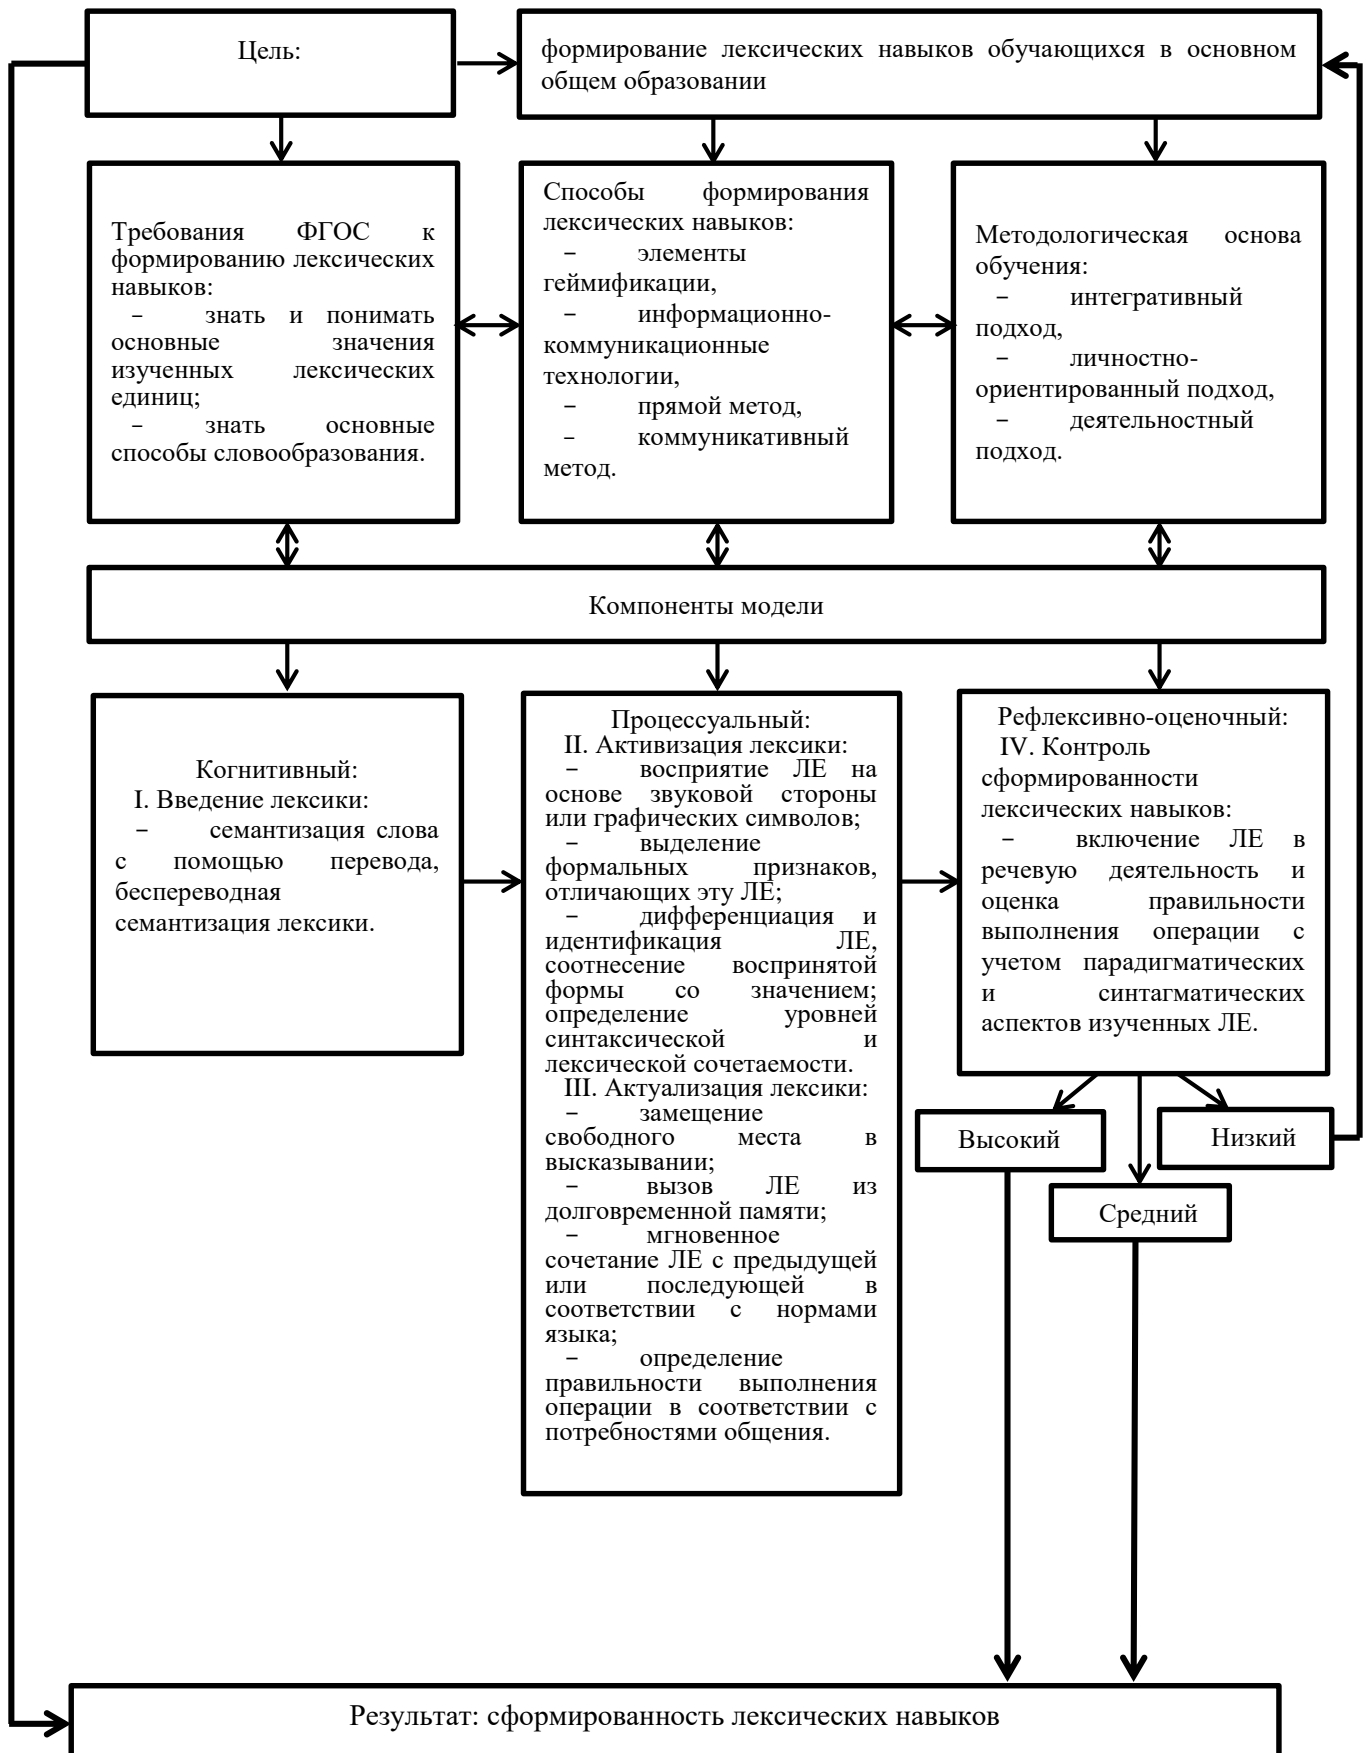 Цель:
формирование лексических навыков обучающихся в основном
общем образовании
Требования ФГОС к
формированию лексических
навыков:
– знать и понимать
основные значения
изученных лексических
единиц;
– знать основные
способы словообразования.
Способы формирования
лексических навыков:
– элементы
геймификации,
– информационно-
коммуникационные
технологии,
– прямой метод,
– коммуникативный
метод.
Методологическая основа
обучения:
– интегративный
подход,
– личностно-
ориентированный подход,
– деятельностный
подход.
Компоненты модели
Когнитивный:
I. Введение лексики:
– семантизация слова
с помощью перевода,
беспереводная
семантизация лексики.
Процессуальный:
II. Активизация лексики:
– восприятие ЛЕ на
основе звуковой стороны
или графических символов;
– выделение
формальных признаков,
отличающих эту ЛЕ;
– дифференциация и
идентификация ЛЕ,
соотнесение воспринятой
формы со значением;
определение уровней
синтаксической и
лексической сочетаемости.
III. Актуализация лексики:
– замещение
свободного места в
высказывании;
– вызов ЛЕ из
долговременной памяти;
– мгновенное
сочетание ЛЕ с предыдущей
или последующей в
соответствии с нормами
языка;
– определение
правильности выполнения
операции в соответствии с
потребностями общения.
Рефлексивно-оценочный:
IV. Контроль
сформированности
лексических навыков:
– включение ЛЕ в
речевую деятельность и
оценка правильности
выполнения операции с
учетом парадигматических
и синтагматических
аспектов изученных ЛЕ.
Высокий
Низкий
Средний
Результат: сформированность лексических навыков